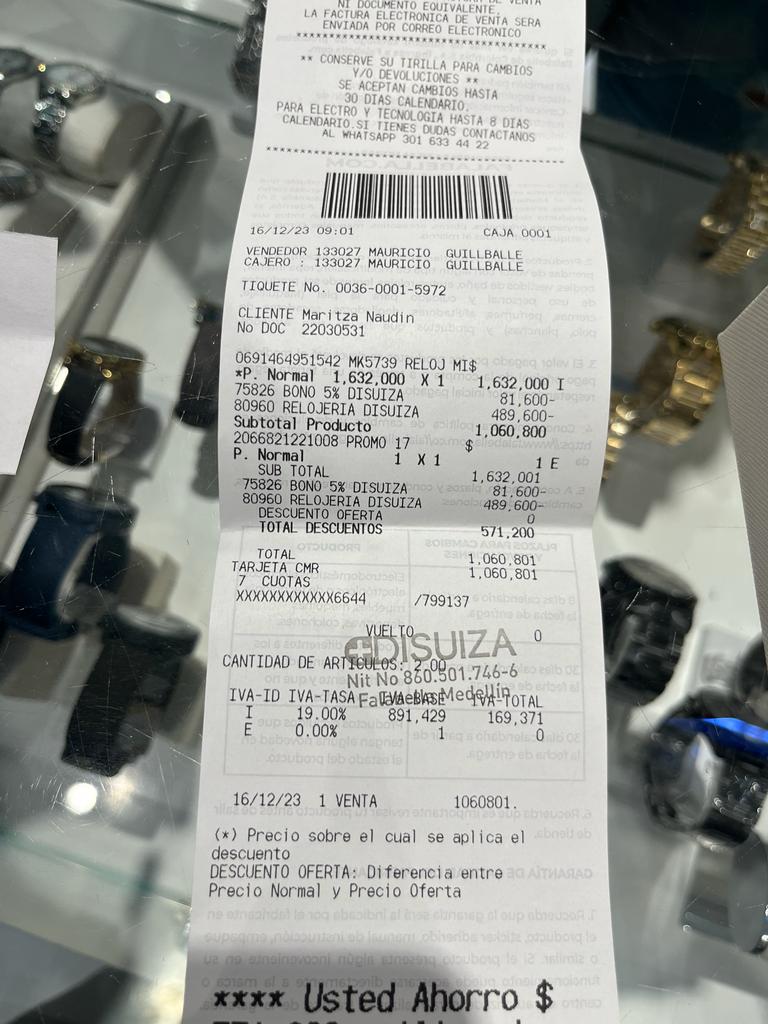 NI DOCUMENTO EQUIVALENTE.
LA FACTURA ELECTRONICA DE VENTA SERA
ENVIADA POR CORREO ELECTRONICO
****************************************
** CONSERVE SU TIRILLA PARA CAMBIOS
Y/O DEVOLUCIONES **
SE ACEPTAN CAMBIOS HASTA
30 DIAS CALENDARIO.
PARA ELECTRO Y TECNOLOGIA HASTA 8 DIAS
CALENDARIO.SI TIENES DUDAS CONTACTANOS
AL WHATSAPP 301 633 44 22
****************************************
16/12/23 09:01 CAJA 0001
VENDEDOR 133027 MAURICIO GUILLBALLE
CAJERO : 133027 MAURICIO GUILLBALLE
TIQUETE No. 0036-0001-5972
CLIENTE Maritza Naudin
No DOC 22030531
0691464951542 MK5739 RELOJ MI$
*P. Normal 1,632,000 X 1 1,632,000 I
75826 BONO 5% DISUIZA 81,600-
80960 RELOJERIA DISUIZA 489,600-
Subtotal Producto 1,060,800
2066821221008 PROMO 17 $
P. Normal 1 X 1 1 E
SUB TOTAL 1,632,001
75826 BONO 5% DISUIZA 81,600-
80960 RELOJERIA DISUIZA 489,600-
DESCUENTO OFERTA 0
TOTAL DESCUENTOS 571,200
TOTAL 1,060,801
TARJETA CMR 1,060,801
7 CUOTAS
XXXXXXXXXXXX6644 /799137
VUELTO 0
DISUIZA
CANTIDAD DE ARTICULOS: 2.00
Nit No 860.501.746-6
Falabella Medellín
IVA-ID IVA-TASA IVA-BASE IVA-TOTAL
I 19.00% 891,429 169,371
E 0.00% 1 0
16/12/23 1 VENTA 1060801.
(*) Precio sobre el cual se aplica el
descuento
DESCUENTO OFERTA: Diferencia entre
Precio Normal y Precio Oferta
**** Usted Ahorro $